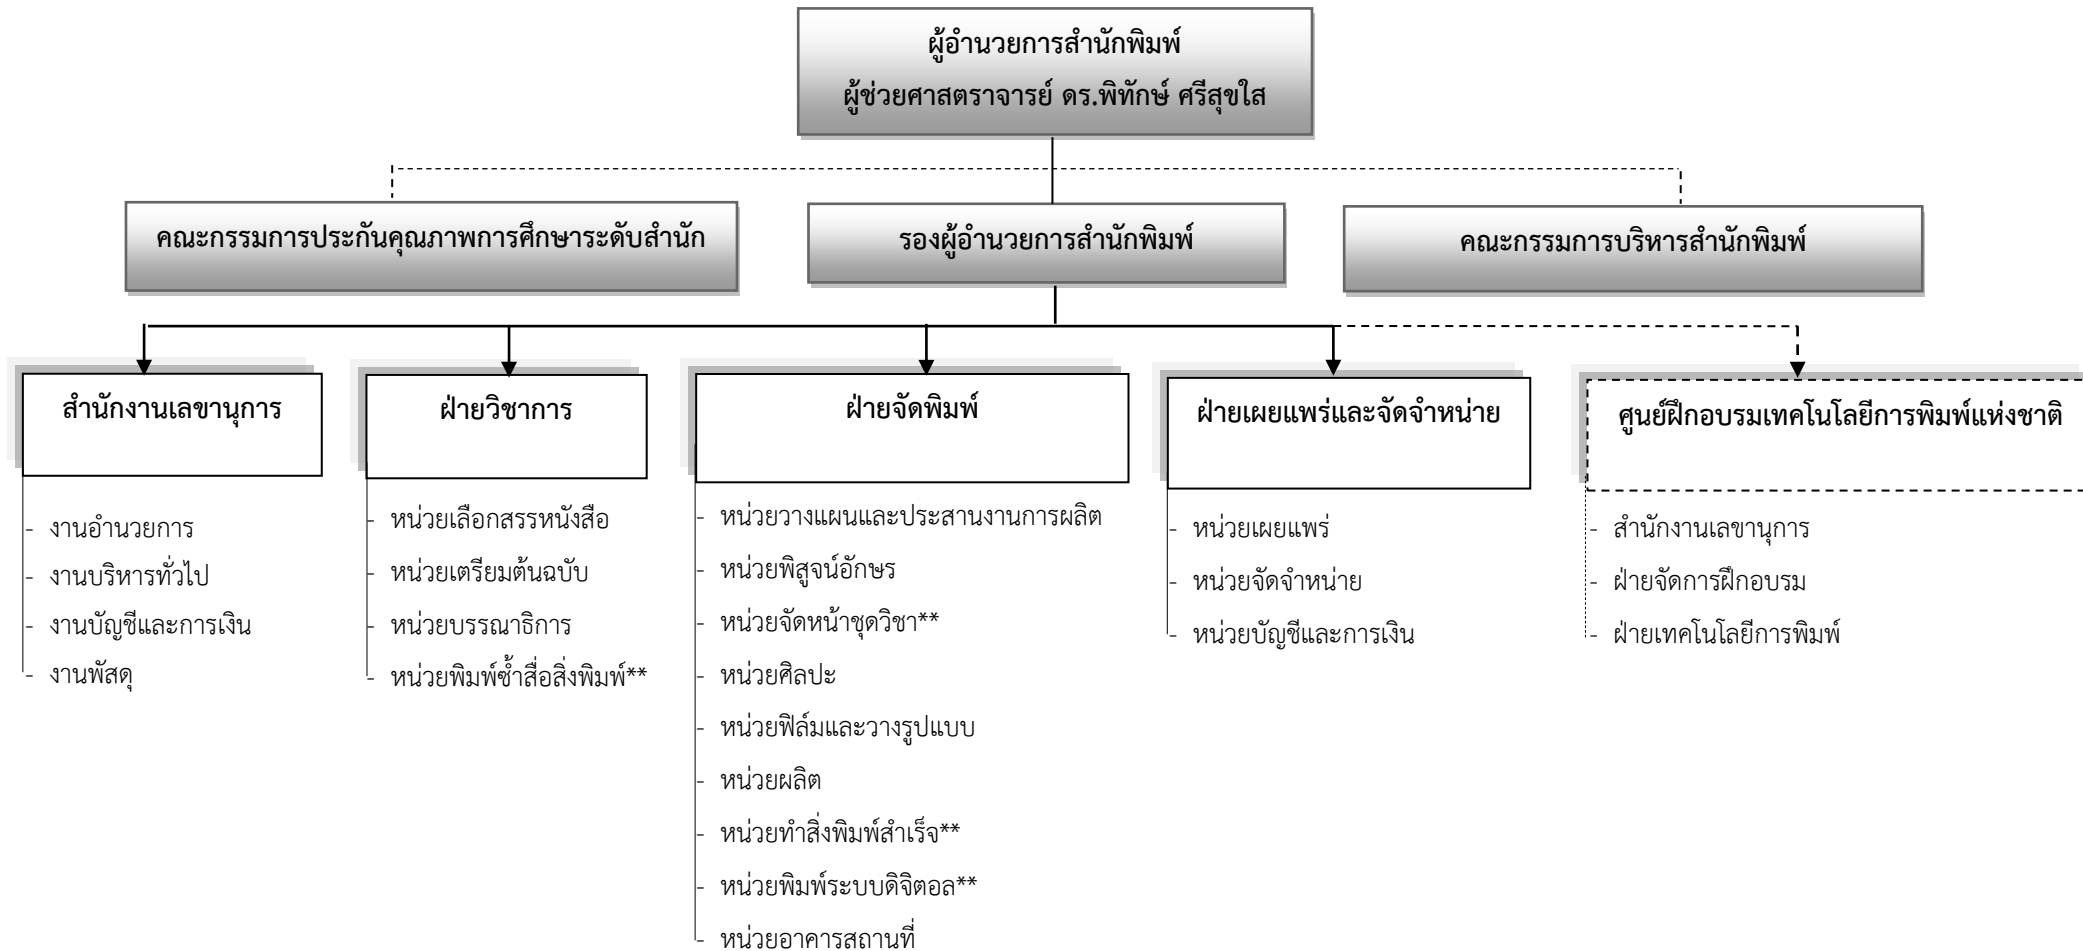 ผู้อำนวยการสำนักพิมพ์
ผู้ช่วยศาสตราจารย์ ดร.พิทักษ์ ศรีสุขใส
คณะกรรมการประกันคุณภาพการศึกษาระดับสำนัก
รองผู้อำนวยการสำนักพิมพ์
คณะกรรมการบริหารสำนักพิมพ์
สำนักงานเลขานุการ
- งานอำนวยการ
- งานบริหารทั่วไป
- งานบัญชีและการเงิน
- งานพัสดุ
ฝ่ายวิชาการ
- หน่วยเลือกสรรหนังสือ
- หน่วยเตรียมต้นฉบับ
- หน่วยบรรณาธิการ
- หน่วยพิมพ์ซ้ำสื่อสิ่งพิมพ์**
ฝ่ายจัดพิมพ์
- หน่วยวางแผนและประสานงานการผลิต
- หน่วยพิสูจน์อักษร
- หน่วยจัดหน้าชุดวิชา**
- หน่วยศิลปะ
- หน่วยฟิล์มและวางรูปแบบ
- หน่วยผลิต
- หน่วยทำสิ่งพิมพ์สำเร็จ**
- หน่วยพิมพ์ระบบดิจิตอล**
- หน่วยอาคารสถานที่
ฝ่ายเผยแพร่และจัดจำหน่าย
- หน่วยเผยแพร่
- หน่วยจัดจำหน่าย
- หน่วยบัญชีและการเงิน
ศูนย์ฝึกอบรมเทคโนโลยีการพิมพ์แห่งชาติ
- สำนักงานเลขานุการ
- ฝ่ายจัดการฝึกอบรม
- ฝ่ายเทคโนโลยีการพิมพ์